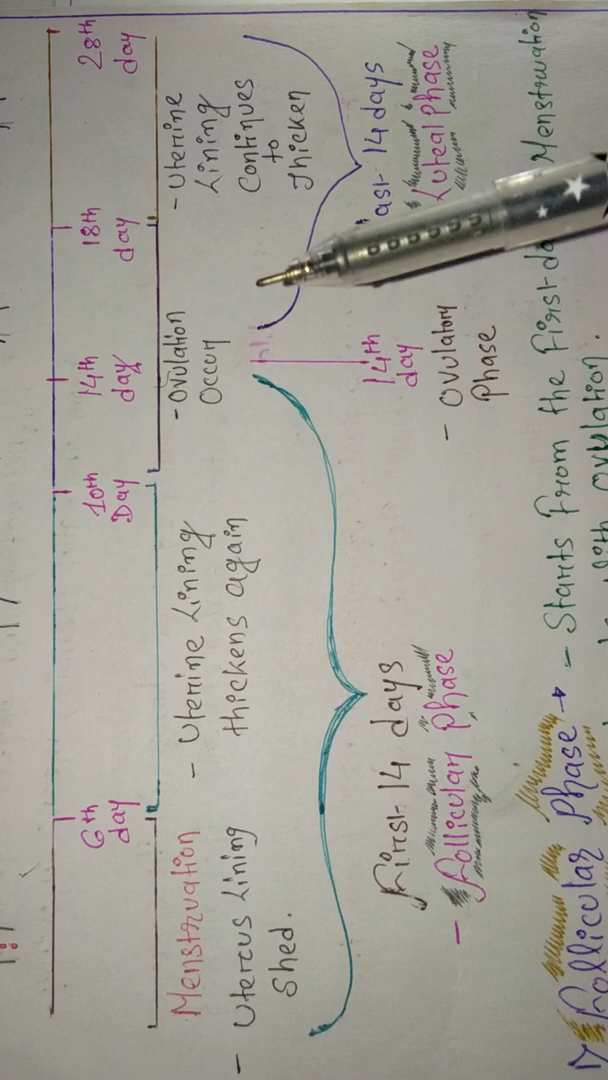 6th day
10th Day
14th day
18th day
28th day
Menstruation
- Uterus Lining
Shed.
- Uterine Lining
thickens again
- Ovulation
Occur
- Uterine
Lining
Continues
to
thicken
First 14 days
- Follicular phase
14th
day
- Ovulatory
Phase
Last 14 days
Luteal Phase
1) Follicular Phase → - Starts from the first Menstruation
with ovulation.